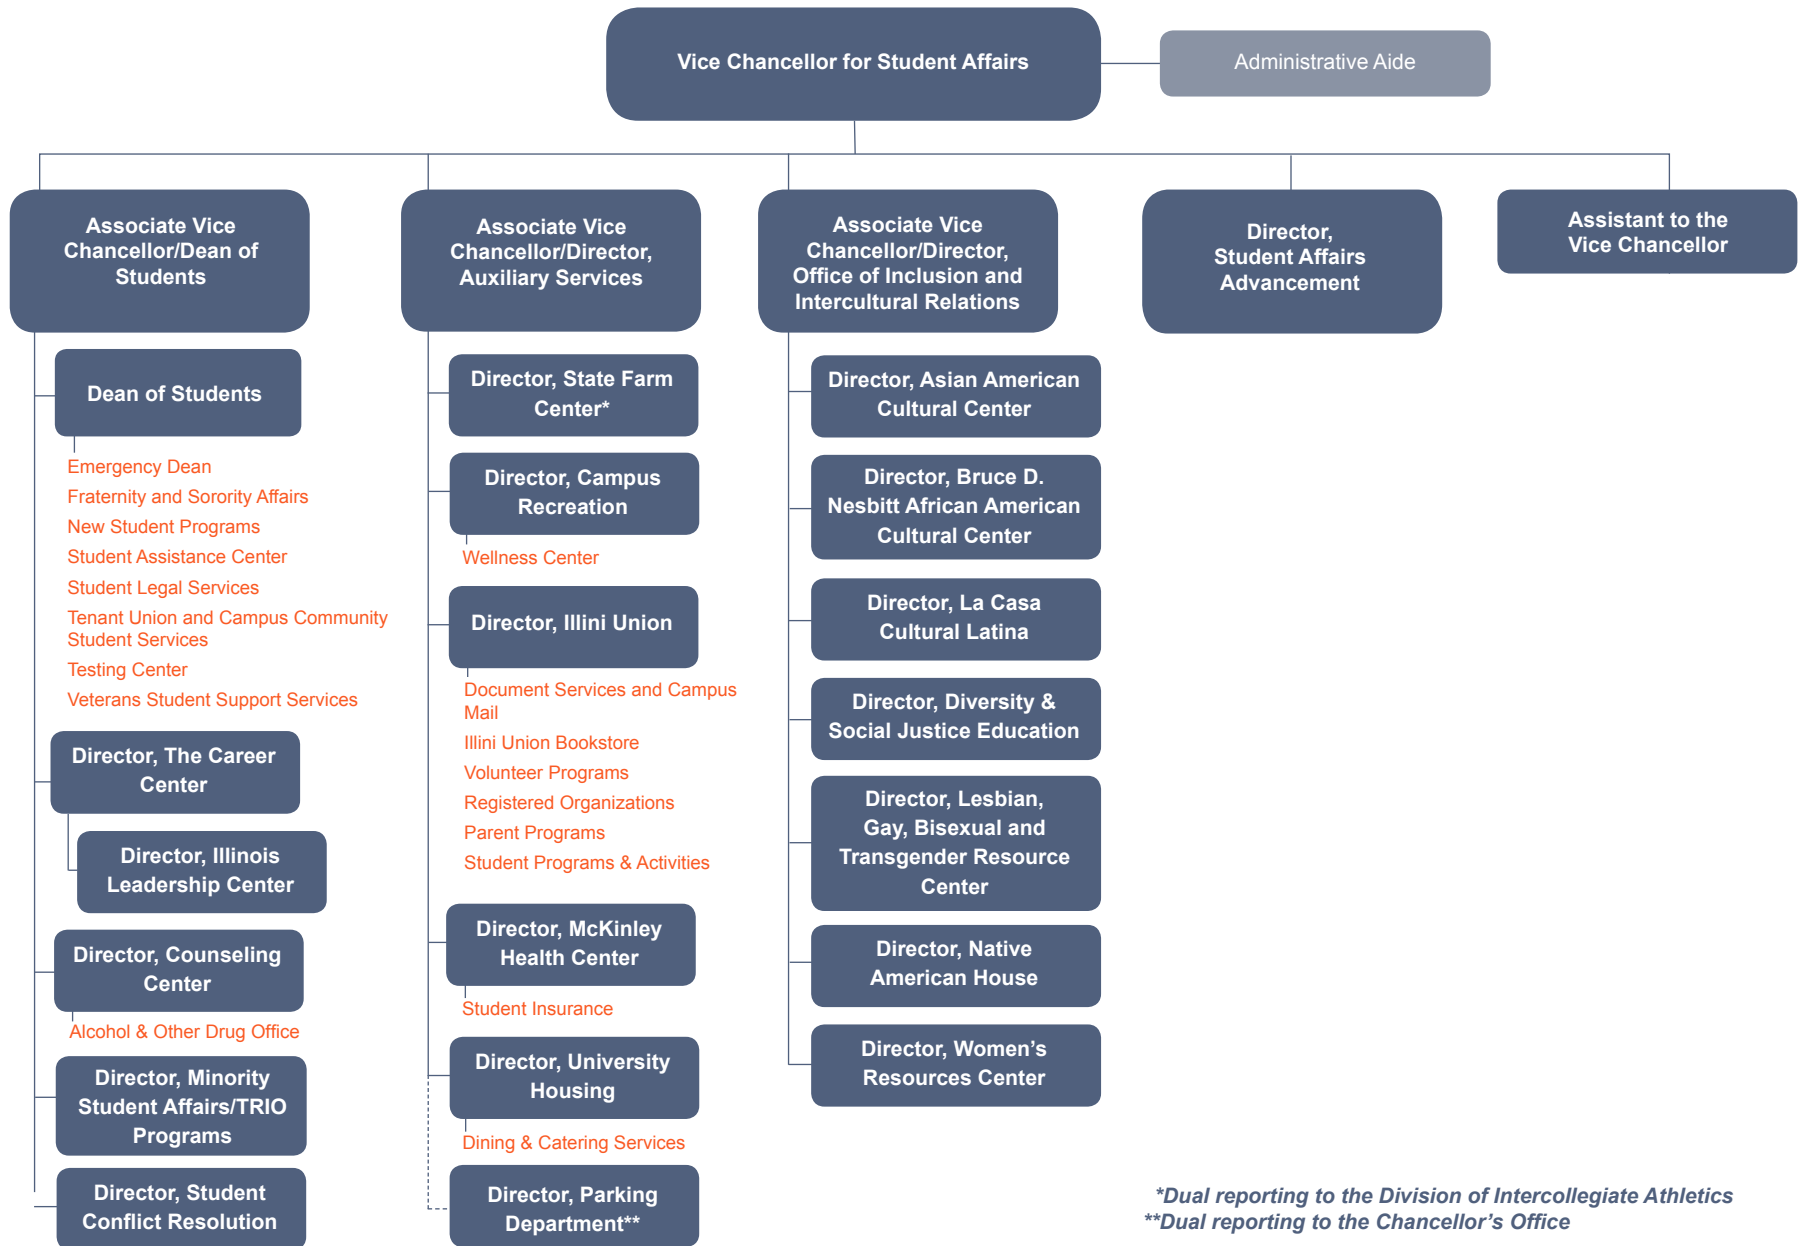 Vice Chancellor for Student Affairs
Administrative Aide
Associate Vice
Chancellor/Dean of
Students
Associate Vice
Chancellor/Director,
Auxiliary Services
Associate Vice
Chancellor/Director,
Office of Inclusion and
Intercultural Relations
Director,
Student Affairs
Advancement
Assistant to the
Vice Chancellor
Dean of Students
Emergency Dean
Fraternity and Sorority Affairs
New Student Programs
Student Assistance Center
Student Legal Services
Tenant Union and Campus Community
Student Services
Testing Center
Veterans Student Support Services
Director, The Career
Center
Director, Illinois
Leadership Center
Director, Counseling
Center
Alcohol & Other Drug Office
Director, Minority
Student Affairs/TRIO
Programs
Director, Student
Conflict Resolution
Director, State Farm
Center*
Director, Campus
Recreation
Wellness Center
Director, Illini Union
Document Services and Campus
Mail
Illini Union Bookstore
Volunteer Programs
Registered Organizations
Parent Programs
Student Programs & Activities
Director, McKinley
Health Center
Student Insurance
Director, University
Housing
Dining & Catering Services
Director, Parking
Department**
Director, Asian American
Cultural Center
Director, Bruce D.
Nesbitt African American
Cultural Center
Director, La Casa
Cultural Latina
Director, Diversity &
Social Justice Education
Director, Lesbian,
Gay, Bisexual and
Transgender Resource
Center
Director, Native
American House
Director, Women’s
Resources Center
*Dual reporting to the Division of Intercollegiate Athletics
**Dual reporting to the Chancellor’s Office